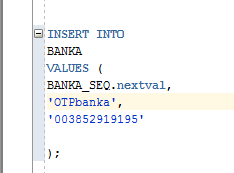 INSERT INTO
BANKA
VALUES (
BANKA_SEQ.nextval,
'OTPbanka',
'003852919195'
);